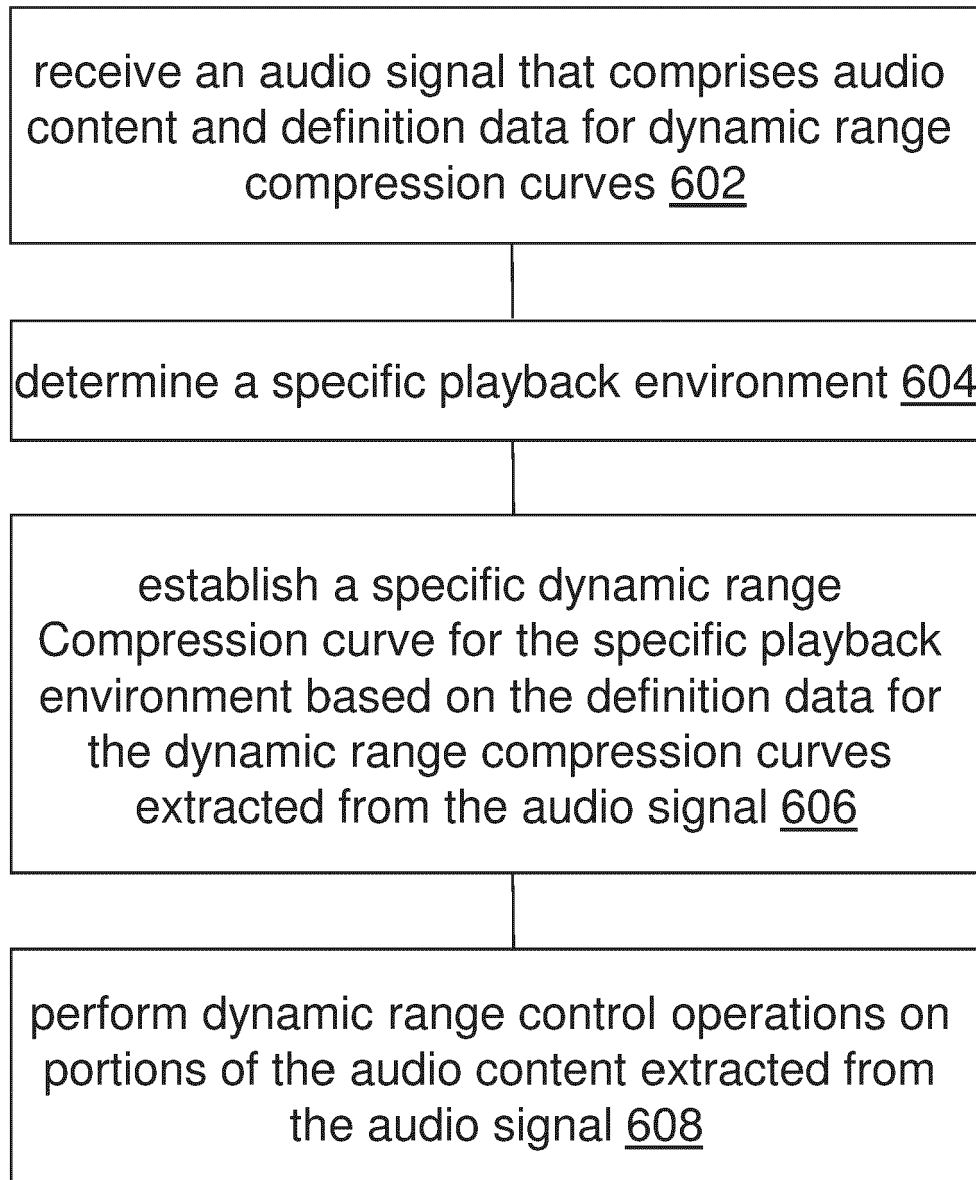 receive an audio signal that comprises audio
content and definition data for dynamic range
compression curves 602
determine a specific playback environment 604
establish a specific dynamic range
Compression curve for the specific playback
environment based on the definition data for
the dynamic range compression curves
extracted from the audio signal 606
perform dynamic range control operations on
portions of the audio content extracted from
the audio signal 608